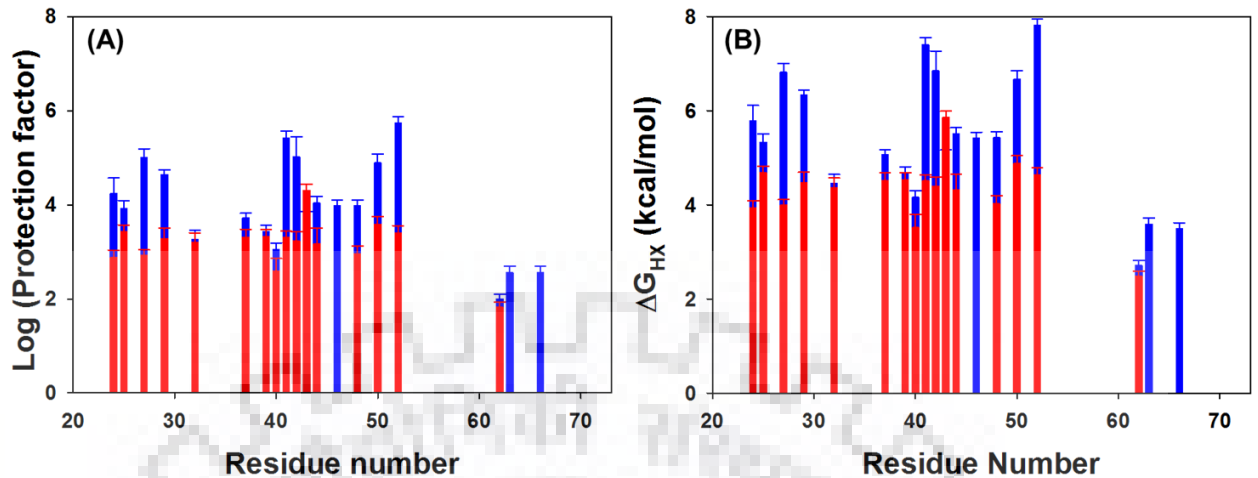 (A)
Log (Protection factor)
8
6
4
2
0
20 30 40 50 60 70
Residue number
(B)
ΔG_HX (kcal/mol)
8
6
4
2
0
20 30 40 50 60 70
Residue Number